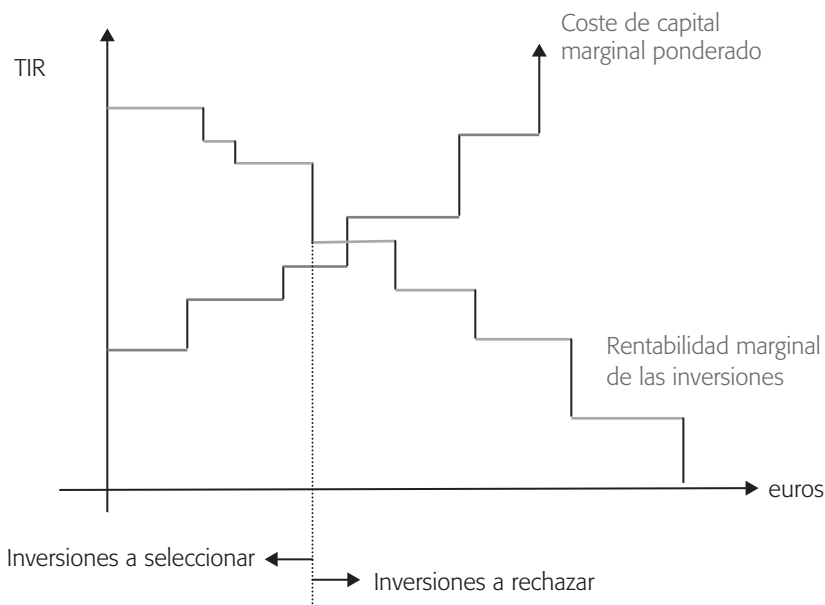 Coste de capital
marginal ponderado
TIR
Rentabilidad marginal
de las inversiones
euros
Inversiones a seleccionar
Inversiones a rechazar